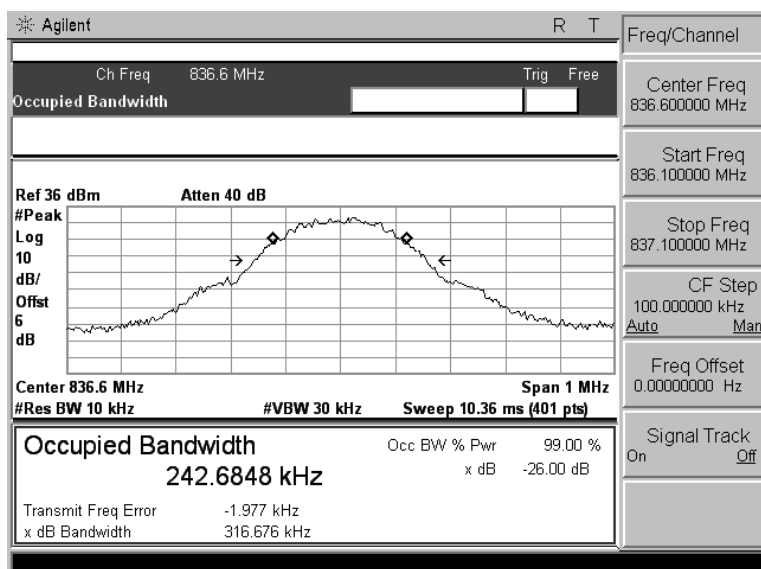 Agilent R T
Ch Freq 836.6 MHz Trig Free
Occupied Bandwidth
Ref 36 dBm Atten 40 dB
#Peak
Log
10
dB/
Offst
6
dB
Center 836.6 MHz Span 1 MHz
#Res BW 10 kHz #VBW 30 kHz Sweep 10.36 ms (401 pts)
Occupied Bandwidth
242.6848 kHz
Occ BW % Pwr 99.00 %
x dB -26.00 dB
Transmit Freq Error -1.977 kHz
x dB Bandwidth 316.676 kHz
Freq/Channel
Center Freq
836.600000 MHz
Start Freq
836.100000 MHz
Stop Freq
837.100000 MHz
CF Step
100.000000 kHz
Auto Man
Freq Offset
0.00000000 Hz
Signal Track
On Off